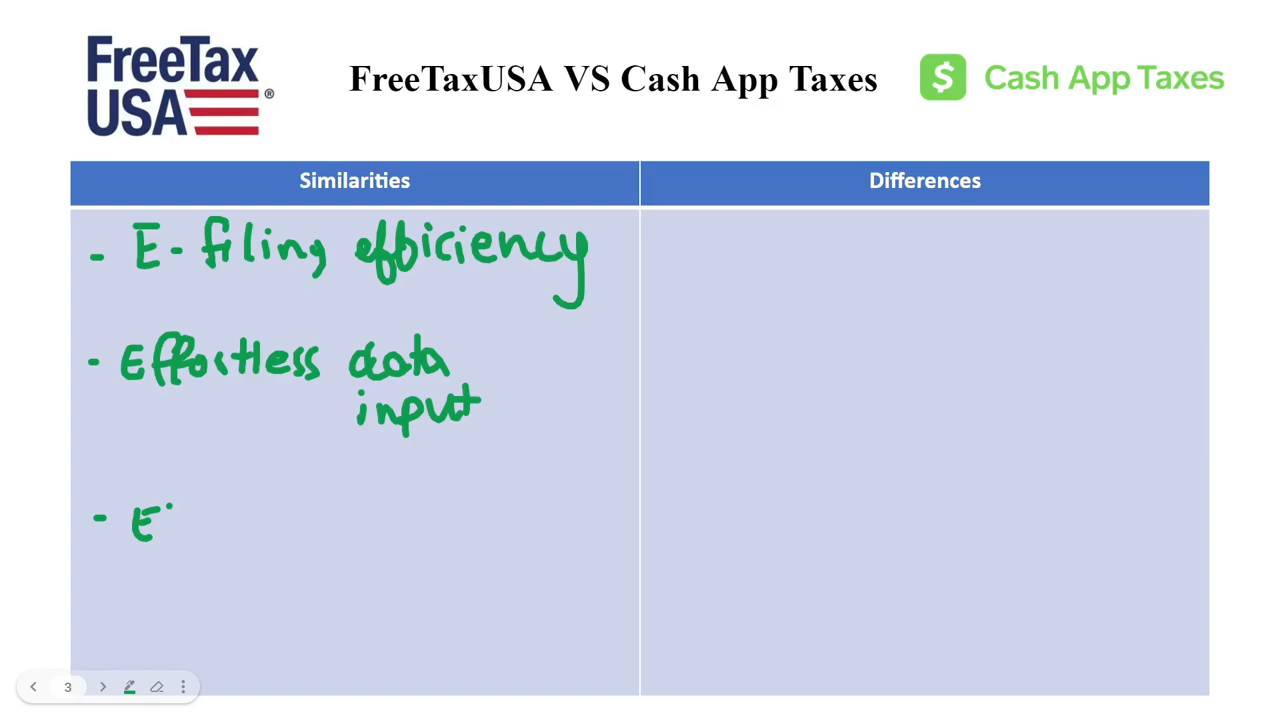 FreeTax
USA ®
FreeTaxUSA VS Cash App Taxes
$ Cash App Taxes
Similarities
Differences
- E-filing efficiency
- Effortless data
input
- E
3